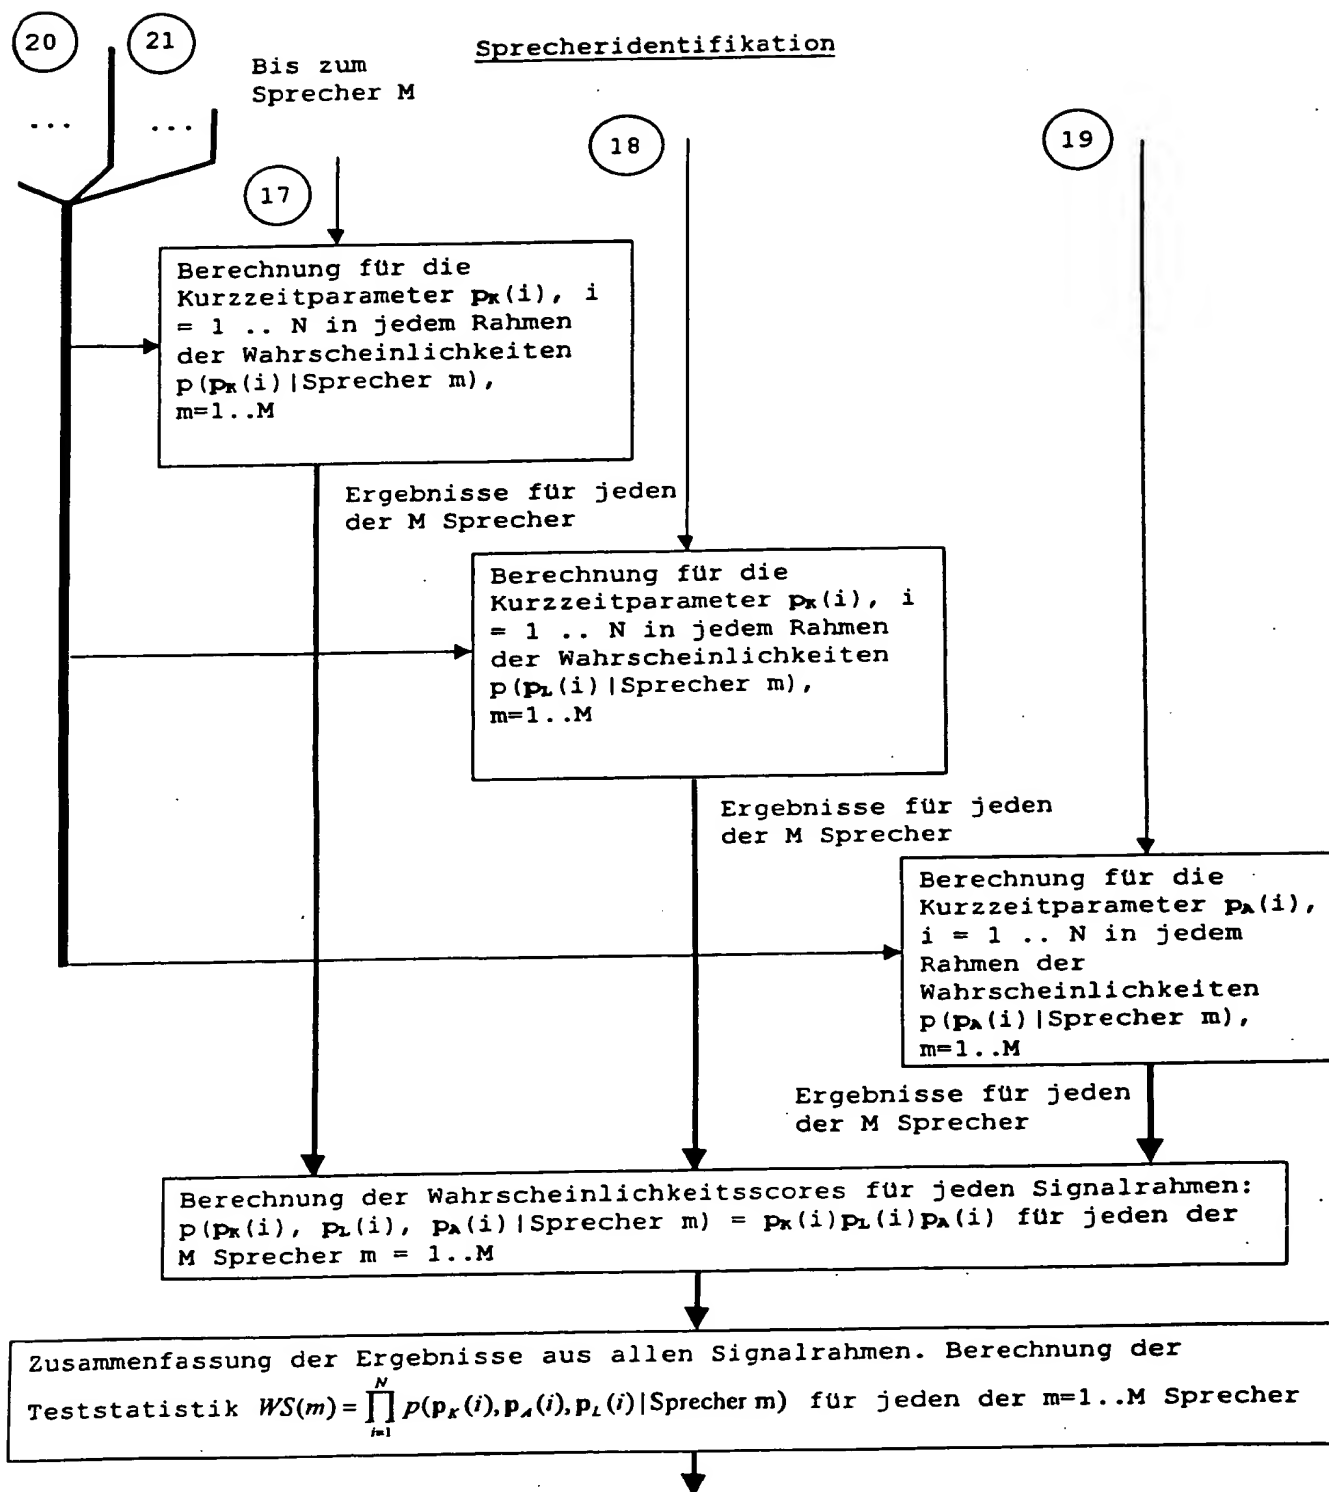 20
21
Sprecheridentifikation
Bis zum
Sprecher M
...
...
18
19
17
Berechnung für die
Kurzzeitparameter pK(i), i
= 1 .. N in jedem Rahmen
der Wahrscheinlichkeiten
p(pK(i)|Sprecher m),
m=1..M
Ergebnisse für jeden
der M Sprecher
Berechnung für die
Kurzzeitparameter pK(i), i
= 1 .. N in jedem Rahmen
der Wahrscheinlichkeiten
p(pL(i)|Sprecher m),
m=1..M
Ergebnisse für jeden
der M Sprecher
Berechnung für die
Kurzzeitparameter pA(i),
i = 1 .. N in jedem
Rahmen der
Wahrscheinlichkeiten
p(pA(i)|Sprecher m),
m=1..M
Ergebnisse für jeden
der M Sprecher
Berechnung der Wahrscheinlichkeitsscores für jeden Signalrahmen:
p(pK(i), pL(i), pA(i)|Sprecher m) = pK(i)pL(i)pA(i) für jeden der
M Sprecher m = 1..M
Zusammenfassung der Ergebnisse aus allen Signalrahmen. Berechnung der
Teststatistik WS(m) = ∏_{i=1}^{N} p(pK(i),pA(i),pL(i)|Sprecher m) für jeden der m=1..M Sprecher